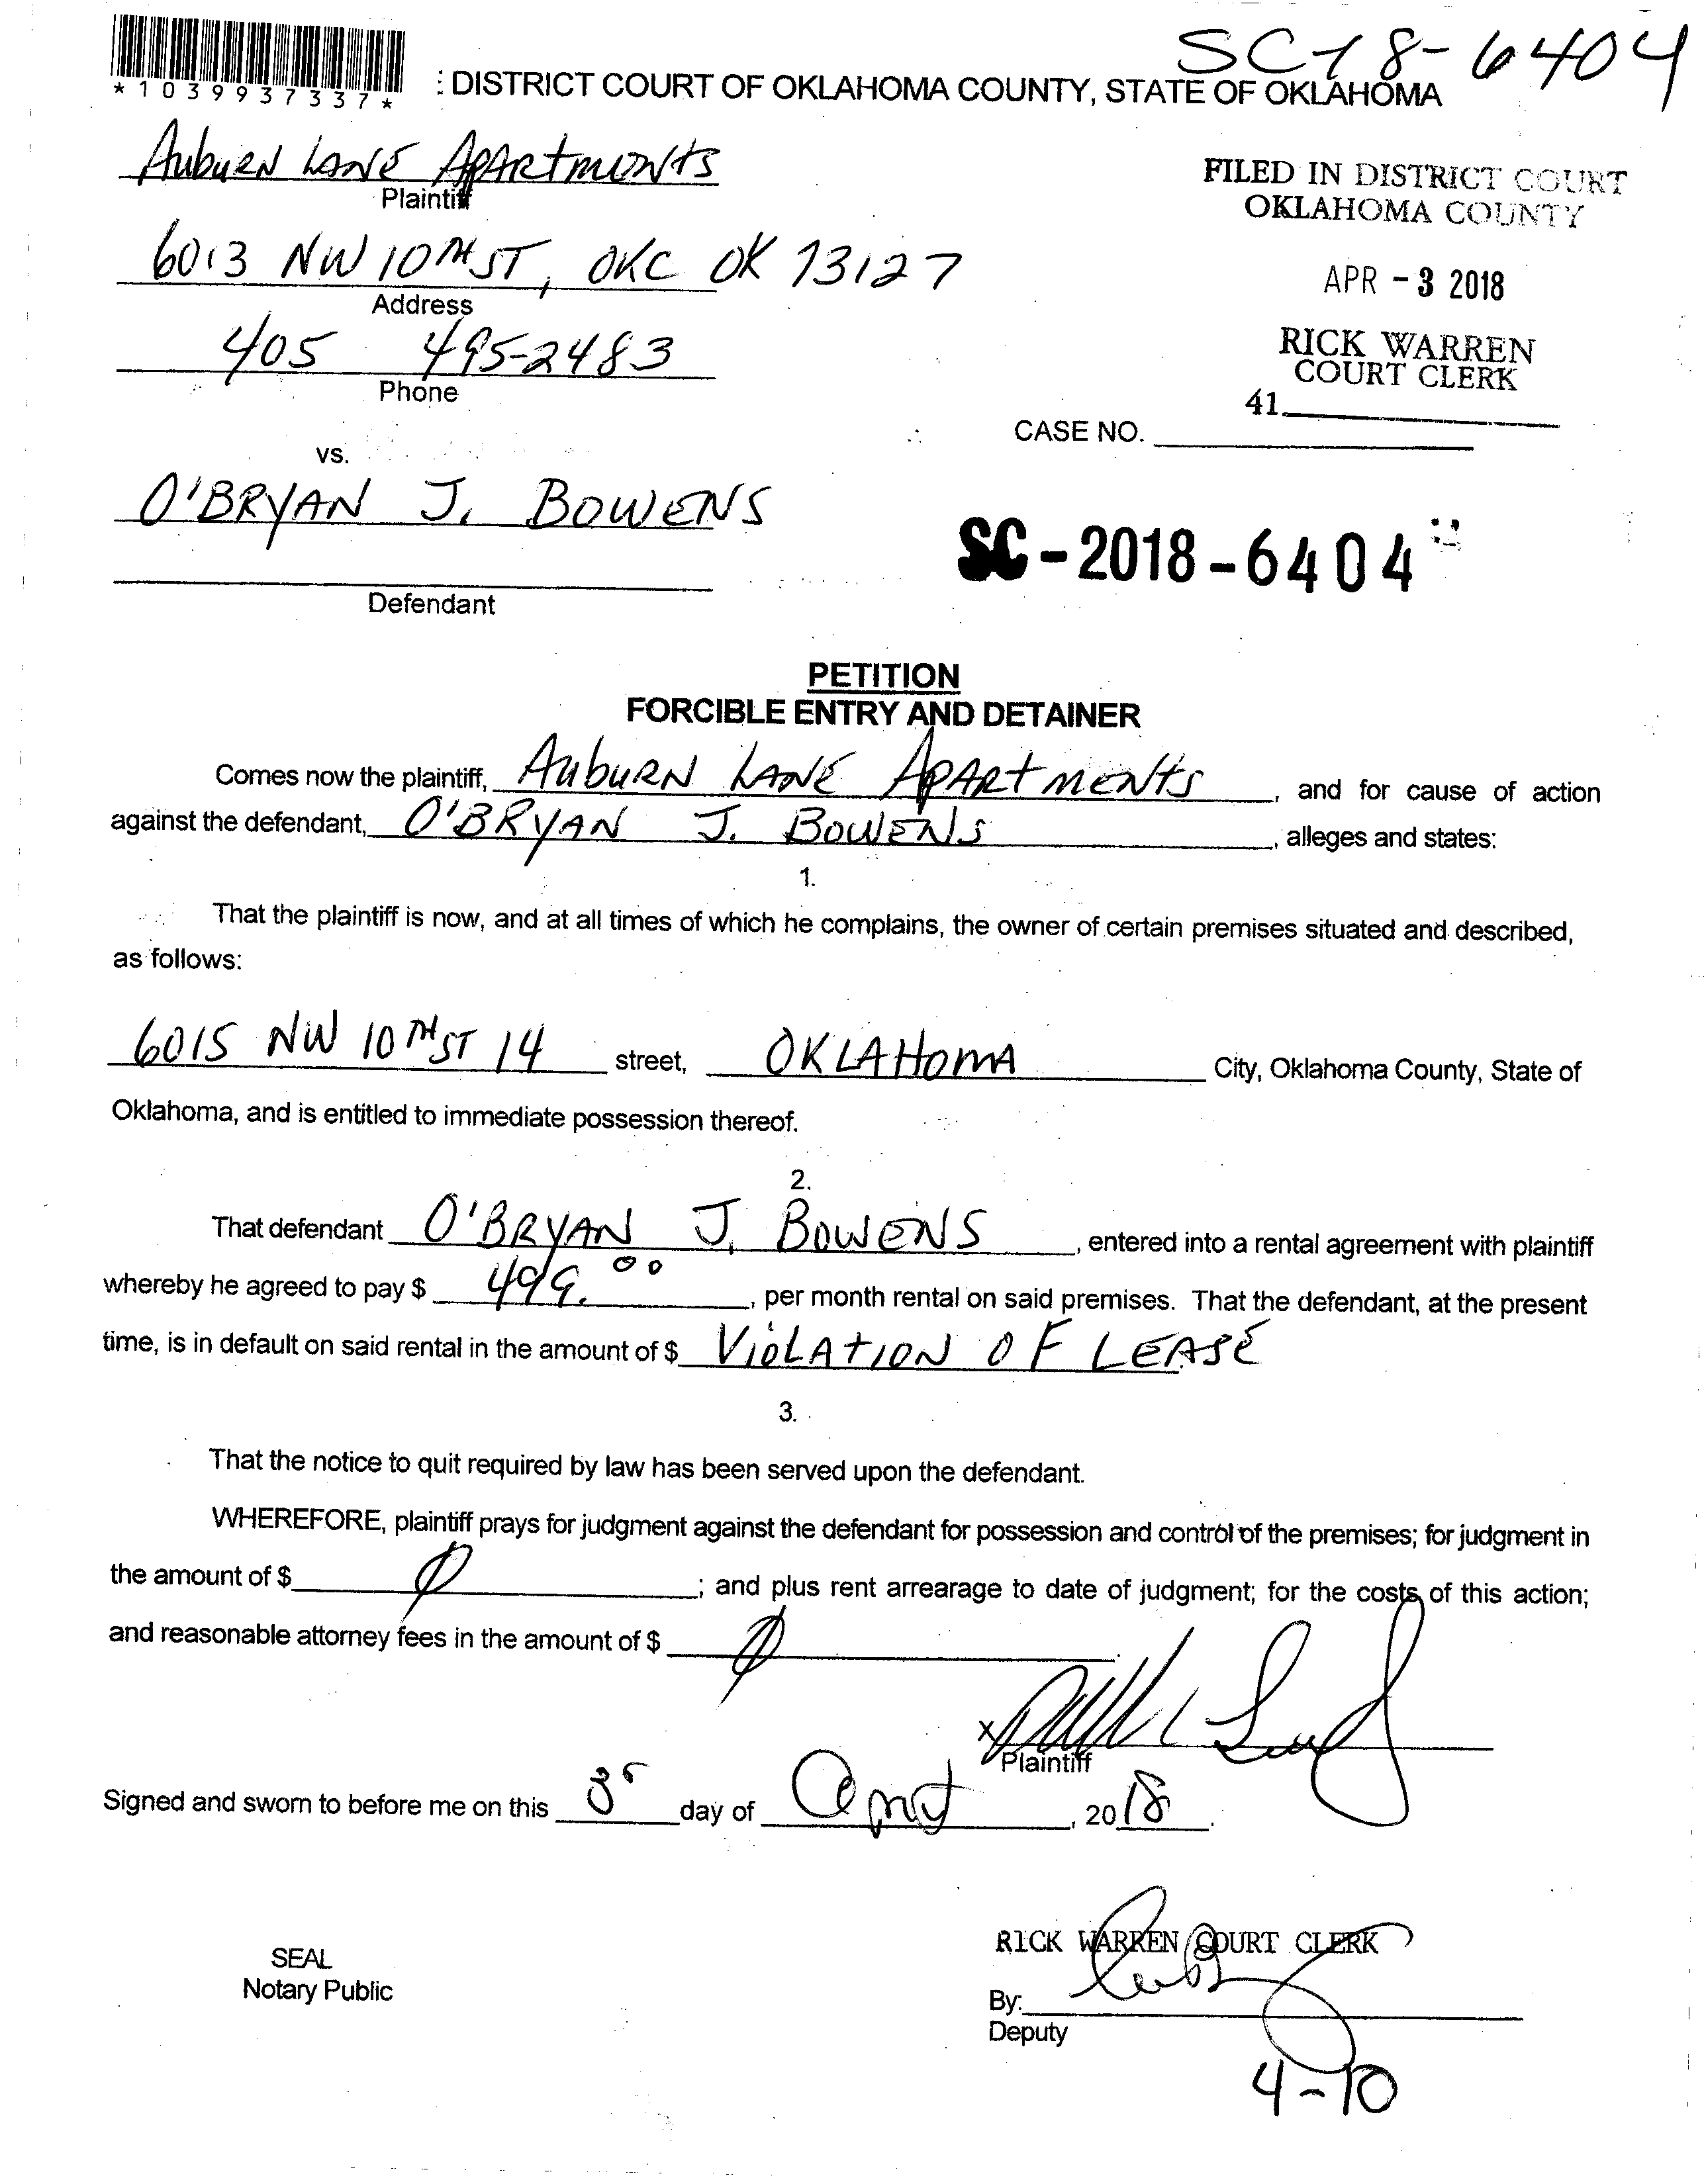 SC18-6404
*1039937337*
: DISTRICT COURT OF OKLAHOMA COUNTY, STATE OF OKLAHOMA
AuburN LANE APARtmENtS
Plaintiff
FILED IN DISTRICT COURT
OKLAHOMA COUNTY
6013 NW 10TH ST, OKC OK 73127
Address
APR - 3 2018
405 495-2483
Phone
RICK WARREN
COURT CLERK
41
CASE NO.
vs.
O'BRYAN J. BOWENS
SC-2018-6404
Defendant
PETITION
FORCIBLE ENTRY AND DETAINER
Comes now the plaintiff, AuburN LANE APARtmENtS, and for cause of action
against the defendant, O'BRYAN J. BOWENS, alleges and states:
1.
That the plaintiff is now, and at all times of which he complains, the owner of certain premises situated and described,
as follows:
6015 NW 10TH ST 14 street, OKLAHOMA City, Oklahoma County, State of
Oklahoma, and is entitled to immediate possession thereof.
2.
That defendant O'BRYAN J. BOWENS, entered into a rental agreement with plaintiff
whereby he agreed to pay $ 499.00, per month rental on said premises. That the defendant, at the present
time, is in default on said rental in the amount of $ VIOLATION OF LEASE
3.
That the notice to quit required by law has been served upon the defendant.
WHEREFORE, plaintiff prays for judgment against the defendant for possession and control of the premises; for judgment in
the amount of $ Ø; and plus rent arrearage to date of judgment; for the costs of this action;
and reasonable attorney fees in the amount of $ Ø.
X
Plaintiff
Signed and sworn to before me on this 3r day of April, 2018.
RICK WARREN COURT CLERK
SEAL
Notary Public
By:
Deputy
4-10